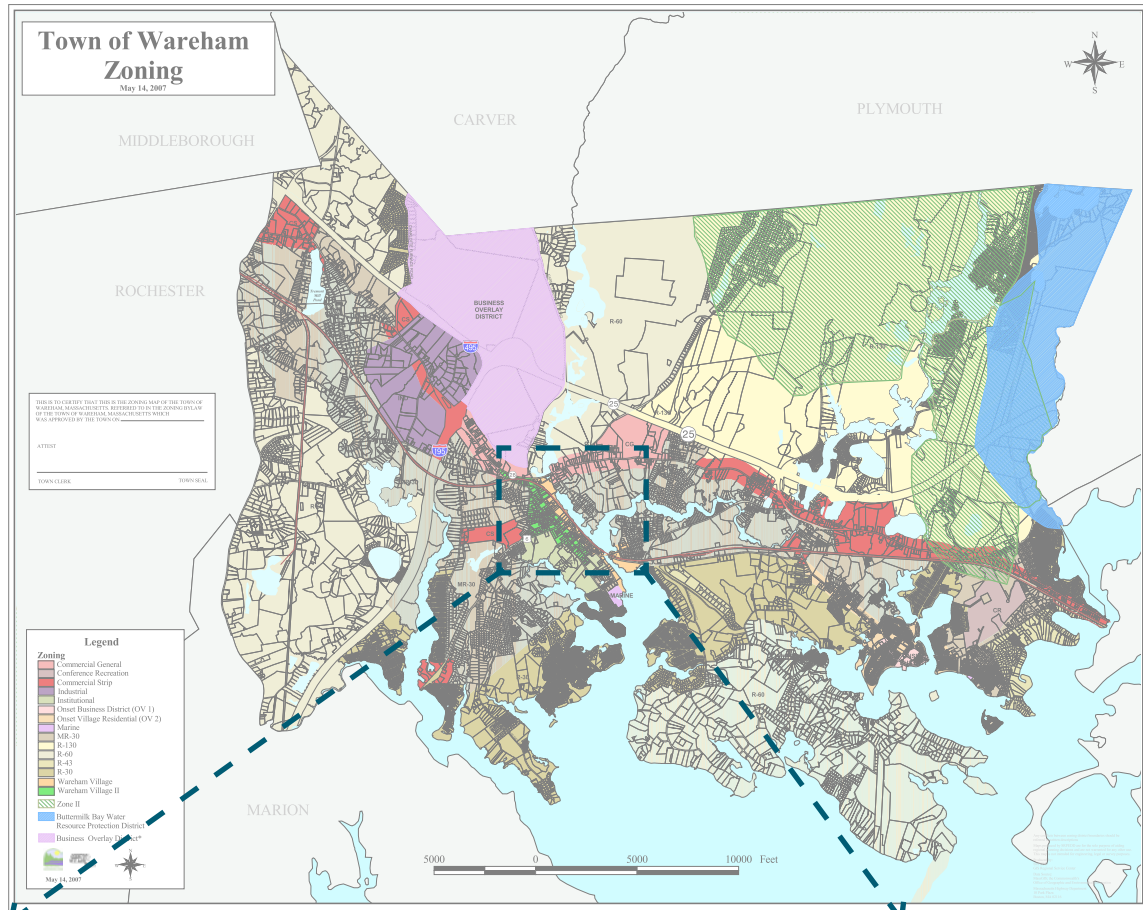 Town of Wareham
Zoning
May 14, 2007
N
W
E
S
MIDDLEBOROUGH
CARVER
PLYMOUTH
ROCHESTER
MARION
BUSINESS
OVERLAY
DISTRICT
R-60
495
195
25
25
CG
CS
6
MR-30
MARINE
CR
R-60
THIS IS TO CERTIFY THAT THIS IS THE ZONING MAP OF THE TOWN OF
WAREHAM, MASSACHUSETTS, REFERRED TO IN THE ZONING BYLAW
OF THE TOWN OF WAREHAM, MASSACHUSETTS WHICH
WAS APPROVED BY THE TOWN ON
ATTEST
TOWN CLERK
TOWN SEAL
Legend
Zoning
Commercial General
Conference Recreation
Commercial Strip
Industrial
Institutional
Onset Business District (OV 1)
Onset Village Residential (OV 2)
Marine
MR-30
R-130
R-60
R-43
R-30
Wareham Village
Wareham Village II
Zone II
Buttermilk Bay Water
Resource Protection District
Business Overlay District*
May 14, 2007
5000
0
5000
10000 Feet